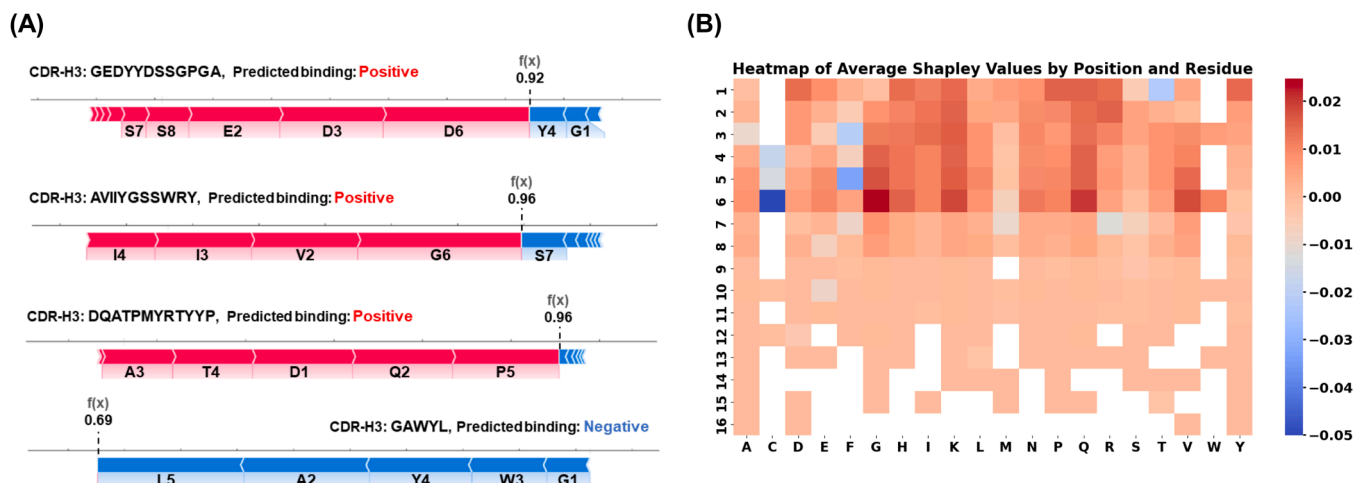 (A)
CDR-H3: GEDYYDSSGPGA, Predicted binding: Positive
f(x)
0.92
S7 S8 E2 D3 D6 Y4 G1
CDR-H3: AVIIYGSSWRY, Predicted binding: Positive
f(x)
0.96
I4 I3 V2 G6 S7
CDR-H3: DQATPMYRTYYP, Predicted binding: Positive
f(x)
0.96
A3 T4 D1 Q2 P5
f(x)
0.69
CDR-H3: GAWYL, Predicted binding: Negative
L5 A2 Y4 W3 G1
(B)
Heatmap of Average Shapley Values by Position and Residue
1
2
3
4
5
6
7
8
9
10
11
12
13
14
15
16
A C D E F G H I K L M N P Q R S T V W Y
0.02
0.01
0.00
−0.01
−0.02
−0.03
−0.04
−0.05